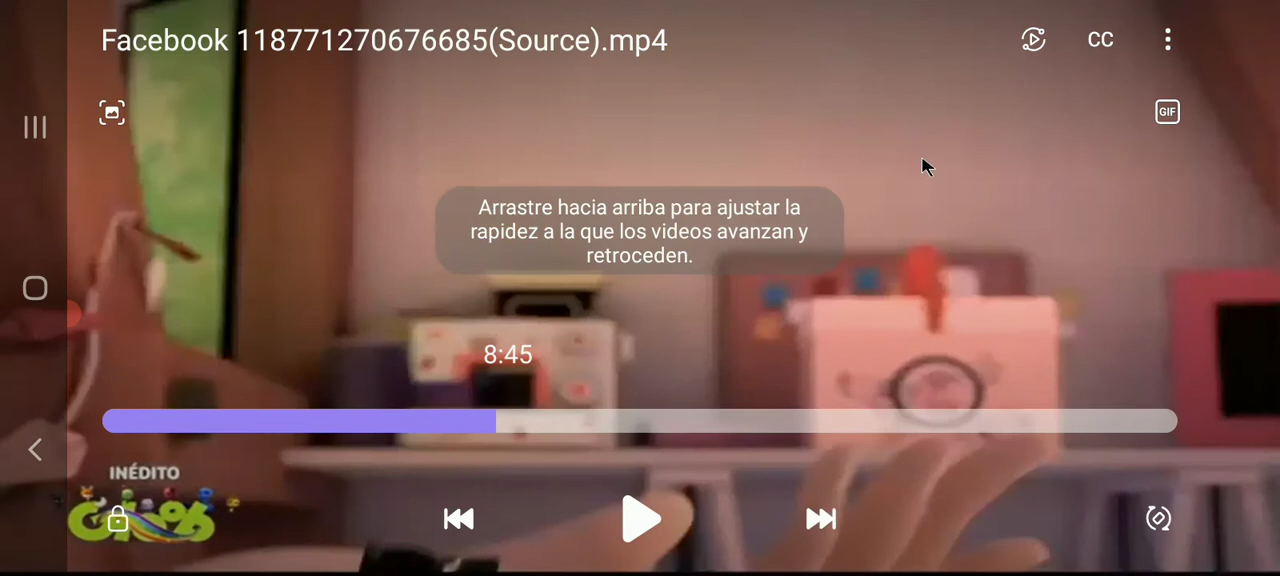 Facebook 118771270676685(Source).mp4
CC
GIF
Arrastre hacia arriba para ajustar la
rapidez a la que los videos avanzan y
retroceden.
8:45
INÉDITO